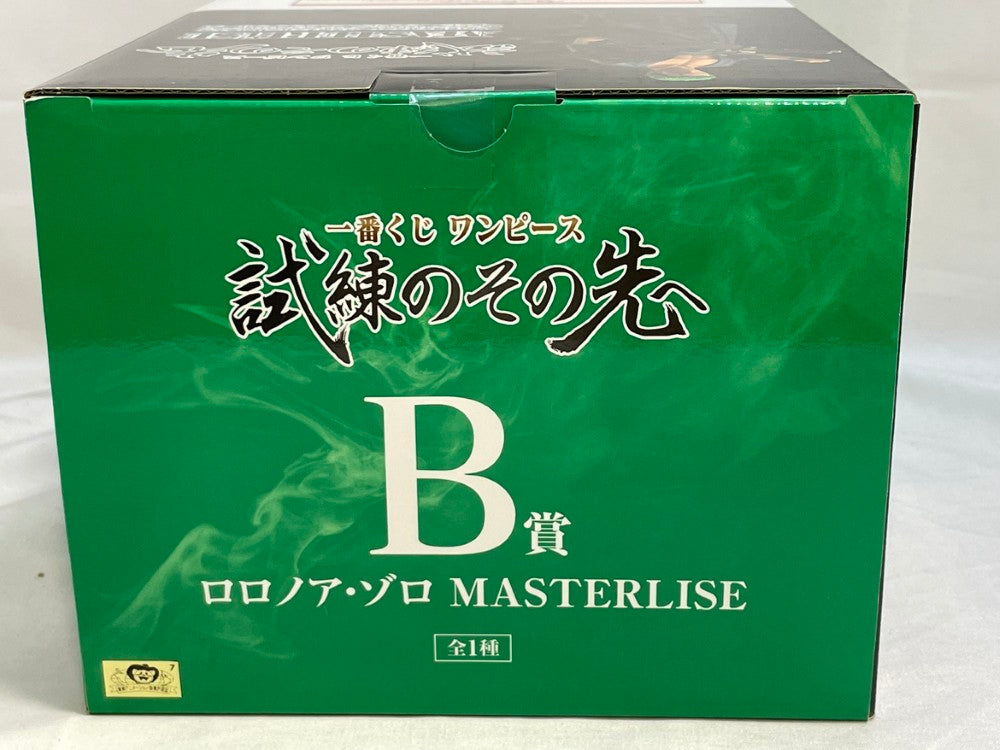 一番くじ ワンピース
試練のその先へ
B賞
ロロノア・ゾロ MASTERLISE
全1種
7